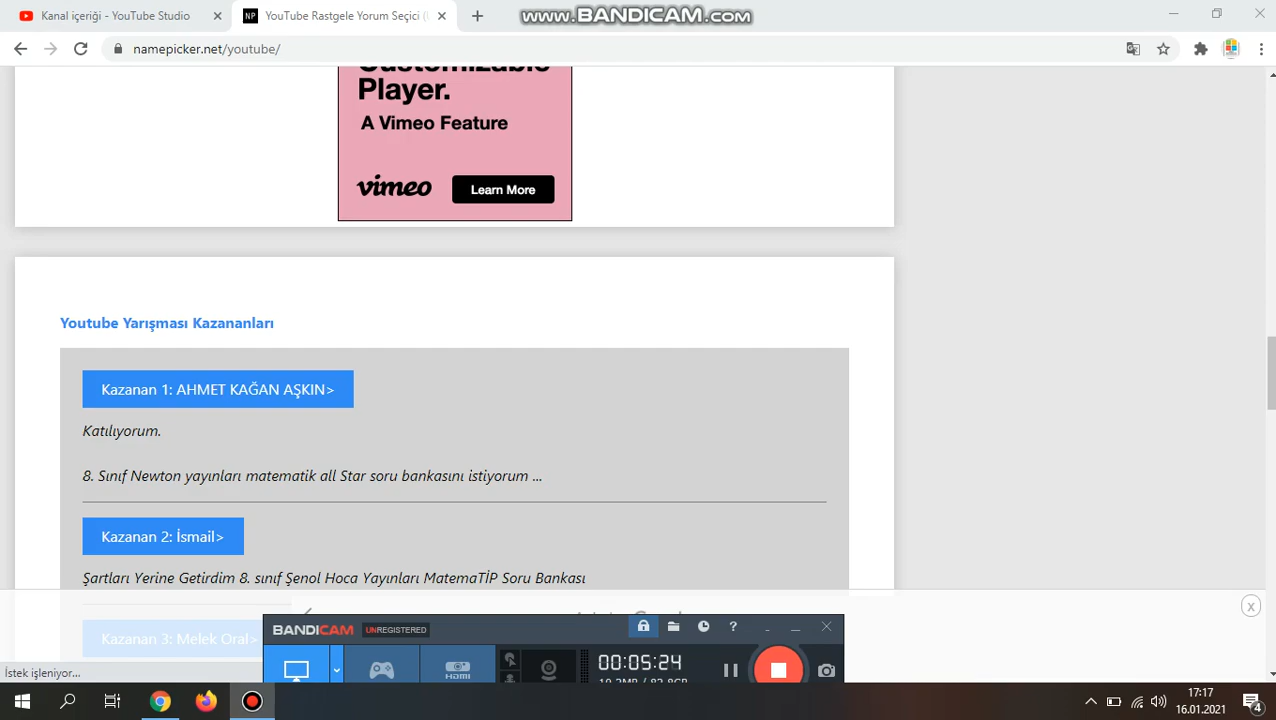 Kanal içeriği - YouTube Studio
YouTube Rastgele Yorum Seçici (
www.BANDICAM.com
namepicker.net/youtube/
Customizable
Player.
A Vimeo Feature
vimeo
Learn More
Youtube Yarışması Kazananları
Kazanan 1: AHMET KAĞAN AŞKIN>
Katılıyorum.
8. Sınıf Newton yayınları matematik all Star soru bankasını istiyorum ...
Kazanan 2: İsmail>
Şartları Yerine Getirdim 8. sınıf Şenol Hoca Yayınları MatemaTİP Soru Bankası
x
Kazanan 3: Melek Oral>
BANDICAM UNREGISTERED
HDMI
00:05:24
İstek işleniyor...
17:17
16.01.2021
4